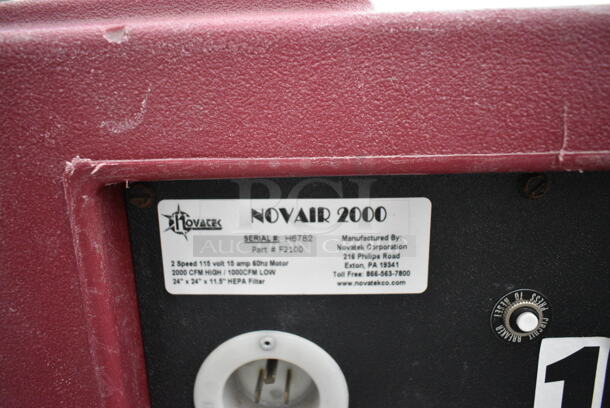 NOVATEK
NOVAIR 2000
SERIAL #: H6782
Part # F2100
Manufactured By:
Novatek Corporation
216 Philips Road
Exton, PA 19341
Toll Free: 866-563-7800
www.novatekco.com
2 Speed 115 volt 15 amp 60hz Motor
2000 CFM HIGH / 1000CFM LOW
24" x 24" x 11.5" HEPA Filter
PRESS TO RESET
CIRCUIT BREAKER
1